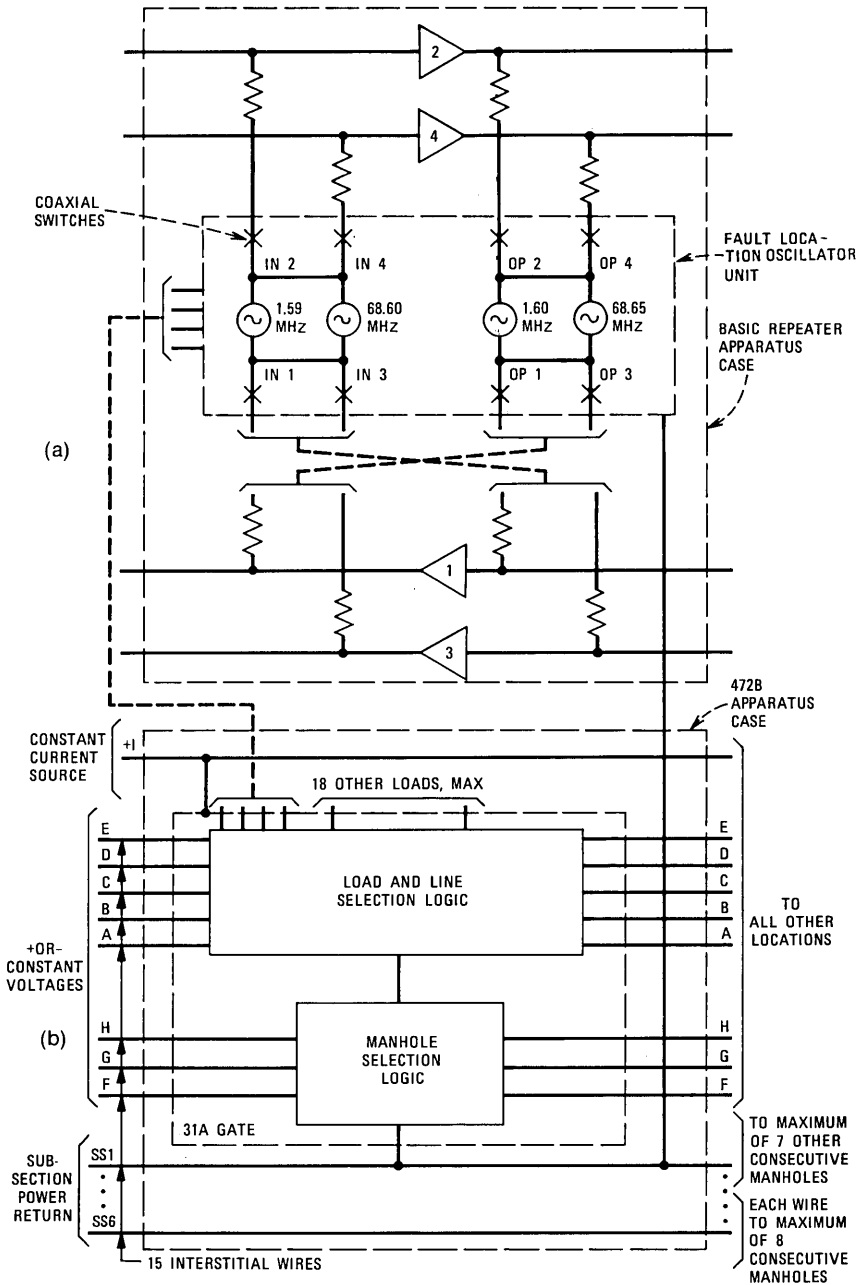 2
4
COAXIAL
SWITCHES
IN 2
IN 4
OP 2
OP 4
FAULT LOCA-
TION OSCILLATOR
UNIT
1.59
MHz
68.60
MHz
1.60
MHz
68.65
MHz
BASIC REPEATER
APPARATUS
CASE
IN 1
IN 3
OP 1
OP 3
(a)
1
3
472B
APPARATUS
CASE
CONSTANT
CURRENT
SOURCE
+I
18 OTHER LOADS, MAX
E
D
C
B
A
LOAD AND LINE
SELECTION LOGIC
E
D
C
B
A
TO
ALL OTHER
LOCATIONS
+OR-
CONSTANT
VOLTAGES
(b)
H
G
F
MANHOLE
SELECTION
LOGIC
H
G
F
31A GATE
SUB-
SECTION
POWER
RETURN
SS1
SS6
TO MAXIMUM
OF 7 OTHER
CONSECUTIVE
MANHOLES
EACH WIRE
TO MAXIMUM
OF 8
CONSECUTIVE
MANHOLES
15 INTERSTITIAL WIRES